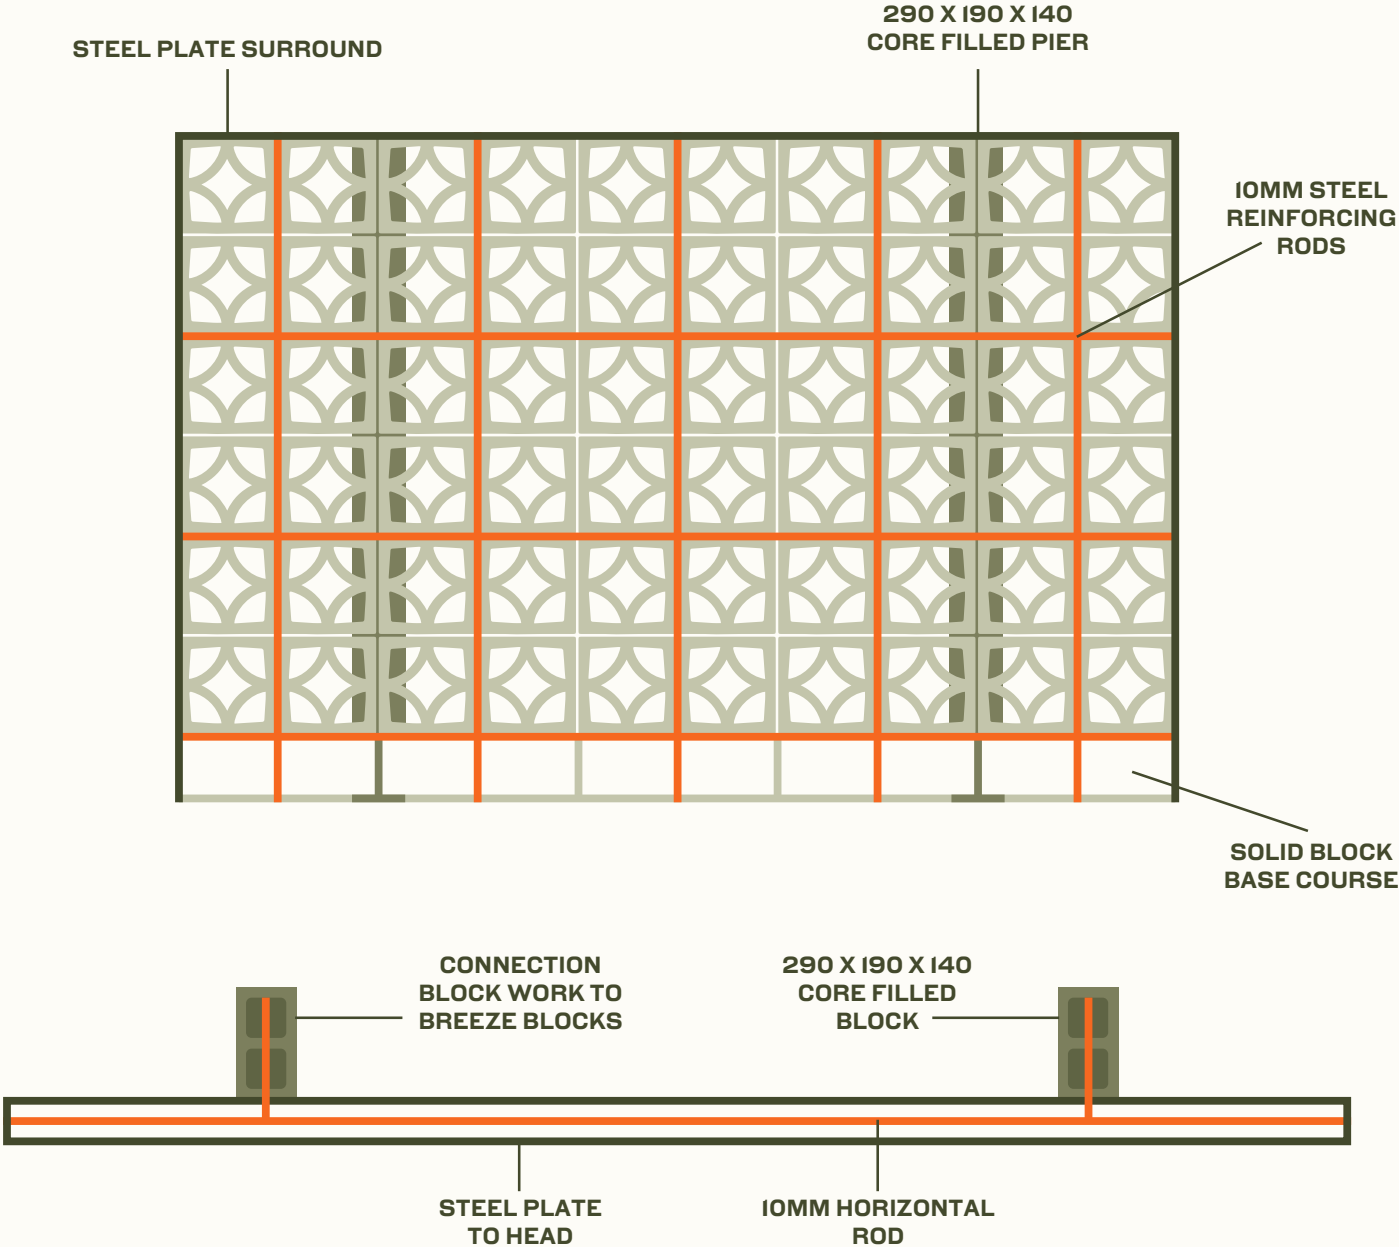 STEEL PLATE SURROUND
290 X 190 X 140
CORE FILLED PIER
10MM STEEL
REINFORCING
RODS
SOLID BLOCK
BASE COURSE
CONNECTION
BLOCK WORK TO
BREEZE BLOCKS
290 X 190 X 140
CORE FILLED
BLOCK
STEEL PLATE
TO HEAD
10MM HORIZONTAL
ROD